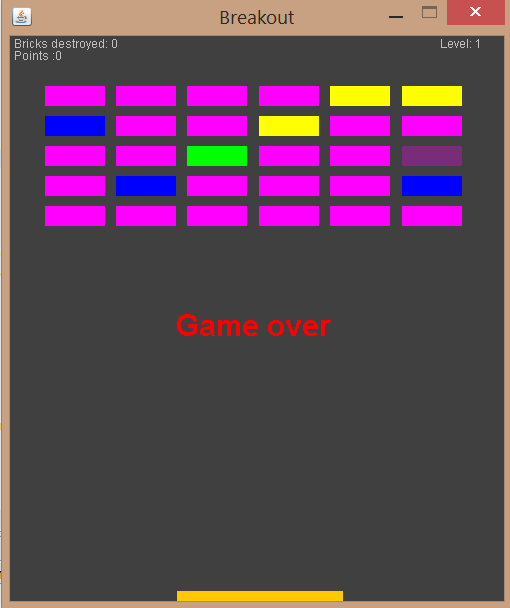 Breakout
Bricks destroyed: 0
Level: 1
Points :0
Game over